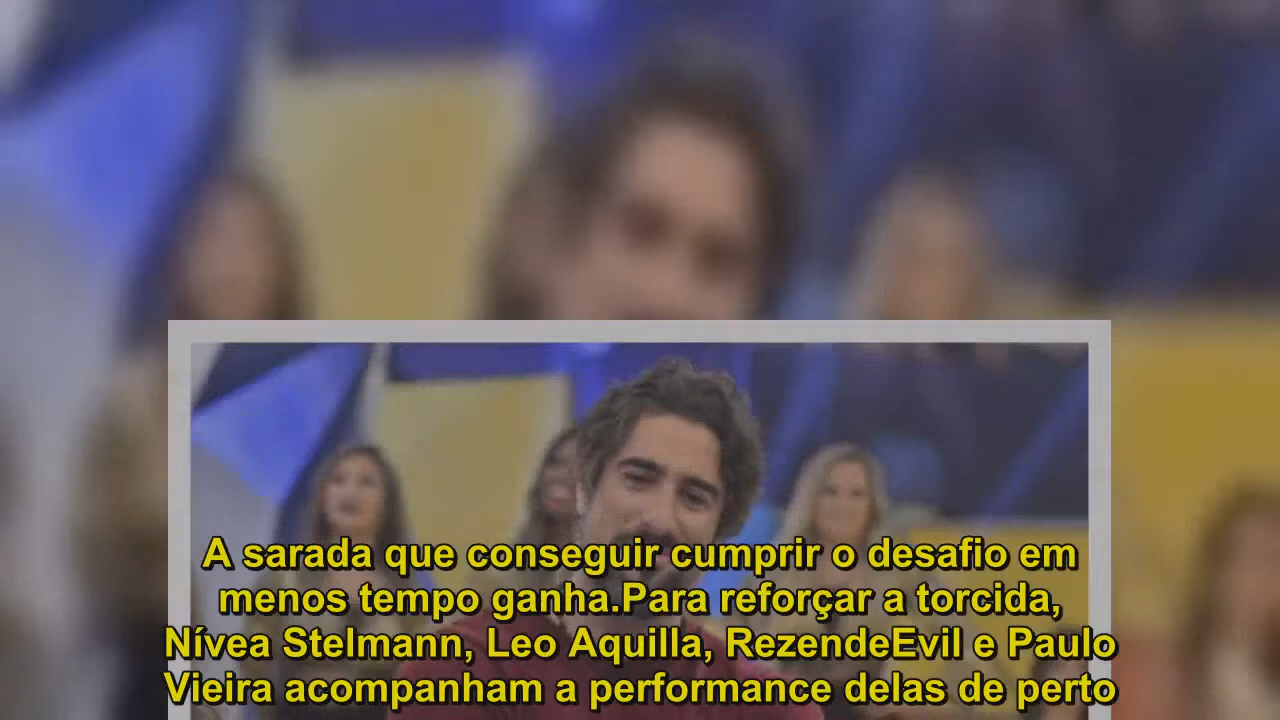 A sarada que conseguir cumprir o desafio em
menos tempo ganha.Para reforçar a torcida,
Nívea Stelmann, Leo Aquilla, RezendeEvil e Paulo
Vieira acompanham a performance delas de perto